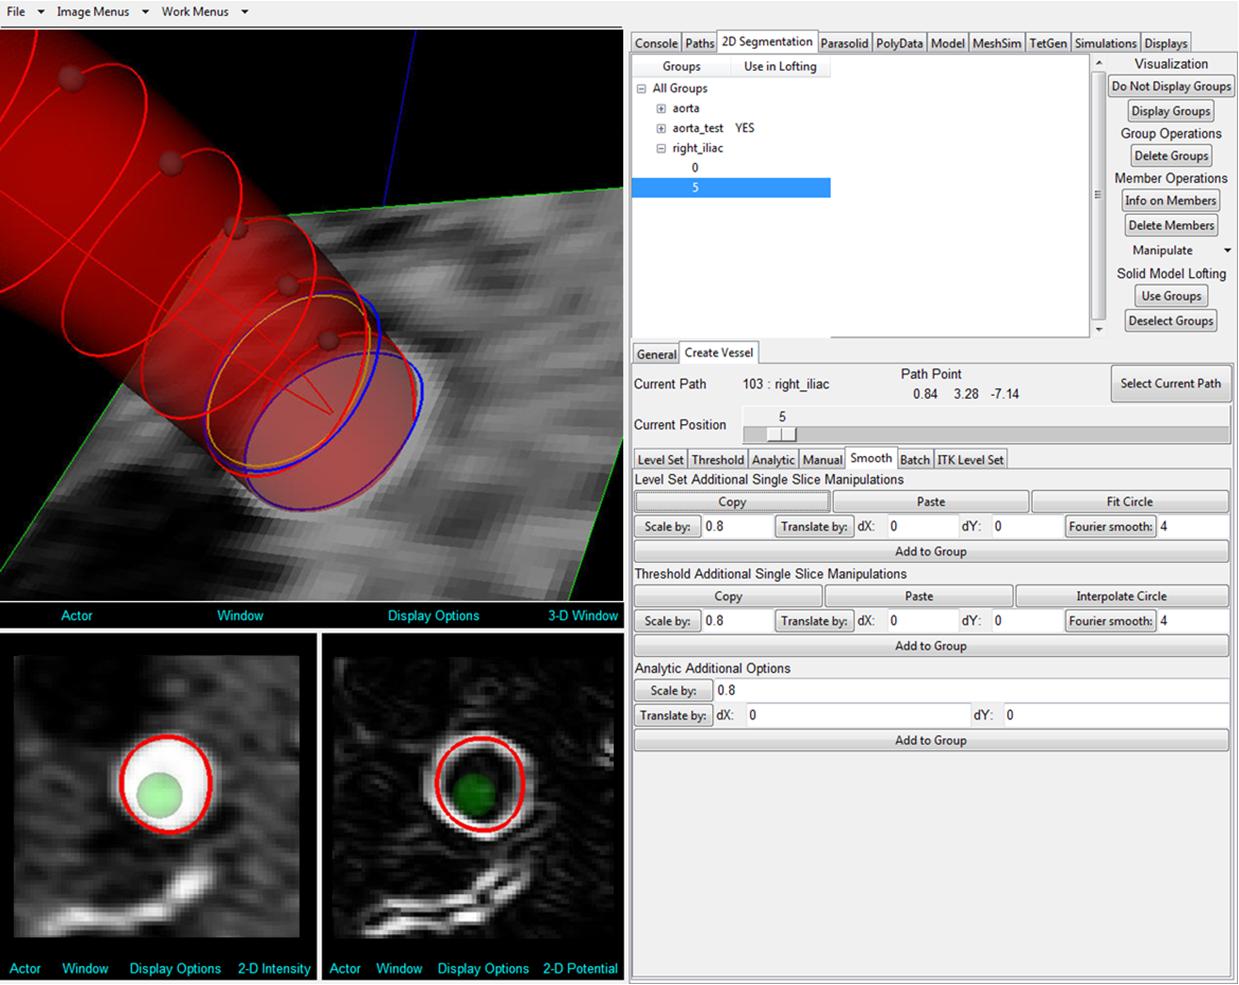 File Image Menus Work Menus
Console Paths 2D Segmentation Parasolid PolyData Model MeshSim TetGen Simulations Displays
Groups Use in Lofting
All Groups
aorta
aorta_test YES
right_iliac
0
5
Visualization
Do Not Display Groups
Display Groups
Group Operations
Delete Groups
Member Operations
Info on Members
Delete Members
Manipulate
Solid Model Lofting
Use Groups
Deselect Groups
General Create Vessel
Current Path 103 : right_iliac Path Point
0.84 3.28 -7.14
Select Current Path
Current Position 5
Level Set Threshold Analytic Manual Smooth Batch ITK Level Set
Level Set Additional Single Slice Manipulations
Copy Paste Fit Circle
Scale by: 0.8 Translate by: dX: 0 dY: 0 Fourier smooth: 4
Add to Group
Threshold Additional Single Slice Manipulations
Copy Paste Interpolate Circle
Scale by: 0.8 Translate by: dX: 0 dY: 0 Fourier smooth: 4
Add to Group
Analytic Additional Options
Scale by: 0.8
Translate by: dX: 0 dY: 0
Add to Group
Actor Window Display Options 3-D Window
Actor Window Display Options 2-D Intensity
Actor Window Display Options 2-D Potential